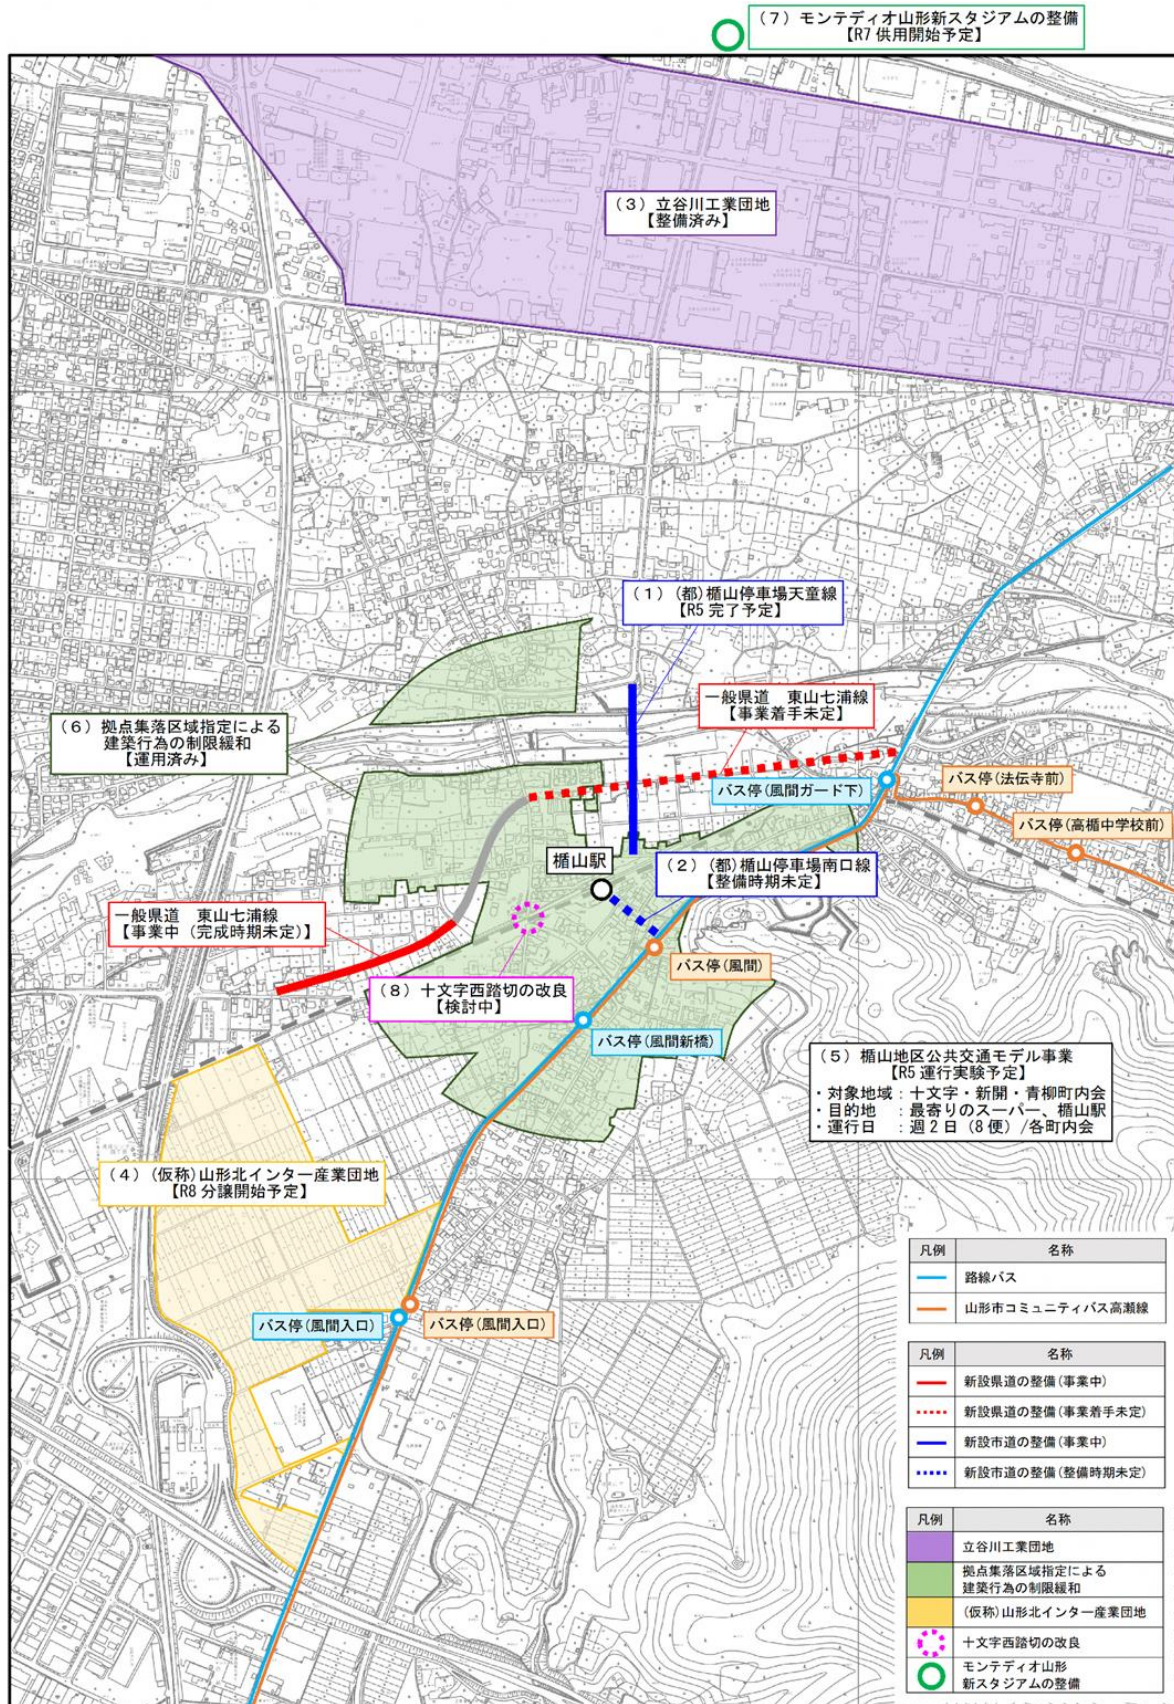 （７）モンテディオ山形新スタジアムの整備
【R7 供用開始予定】
（３）立谷川工業団地
【整備済み】
（１）(都)楯山停車場天童線
【R5 完了予定】
一般県道　東山七浦線
【事業着手未定】
（６）拠点集落区域指定による
建築行為の制限緩和
【運用済み】
バス停(風間ガード下)
バス停(法伝寺前)
バス停(高楯中学校前)
楯山駅
（２）(都)楯山停車場南口線
【整備時期未定】
一般県道　東山七浦線
【事業中（完成時期未定）】
バス停(風間)
（８）十文字西踏切の改良
【検討中】
バス停(風間新橋)
（５）楯山地区公共交通モデル事業
【R5 運行実験予定】
・対象地域：十文字・新開・青柳町内会
・目的地　：最寄りのスーパー、楯山駅
・運行日　：週２日（８便）/各町内会
（４）(仮称)山形北インター産業団地
【R8 分譲開始予定】
バス停(風間入口)
バス停(風間入口)
凡例　名称
路線バス
山形市コミュニティバス高瀬線
凡例　名称
新設県道の整備(事業中)
新設県道の整備(事業着手未定)
新設市道の整備(事業中)
新設市道の整備(整備時期未定)
凡例　名称
立谷川工業団地
拠点集落区域指定による
建築行為の制限緩和
(仮称)山形北インター産業団地
十文字西踏切の改良
モンテディオ山形
新スタジアムの整備